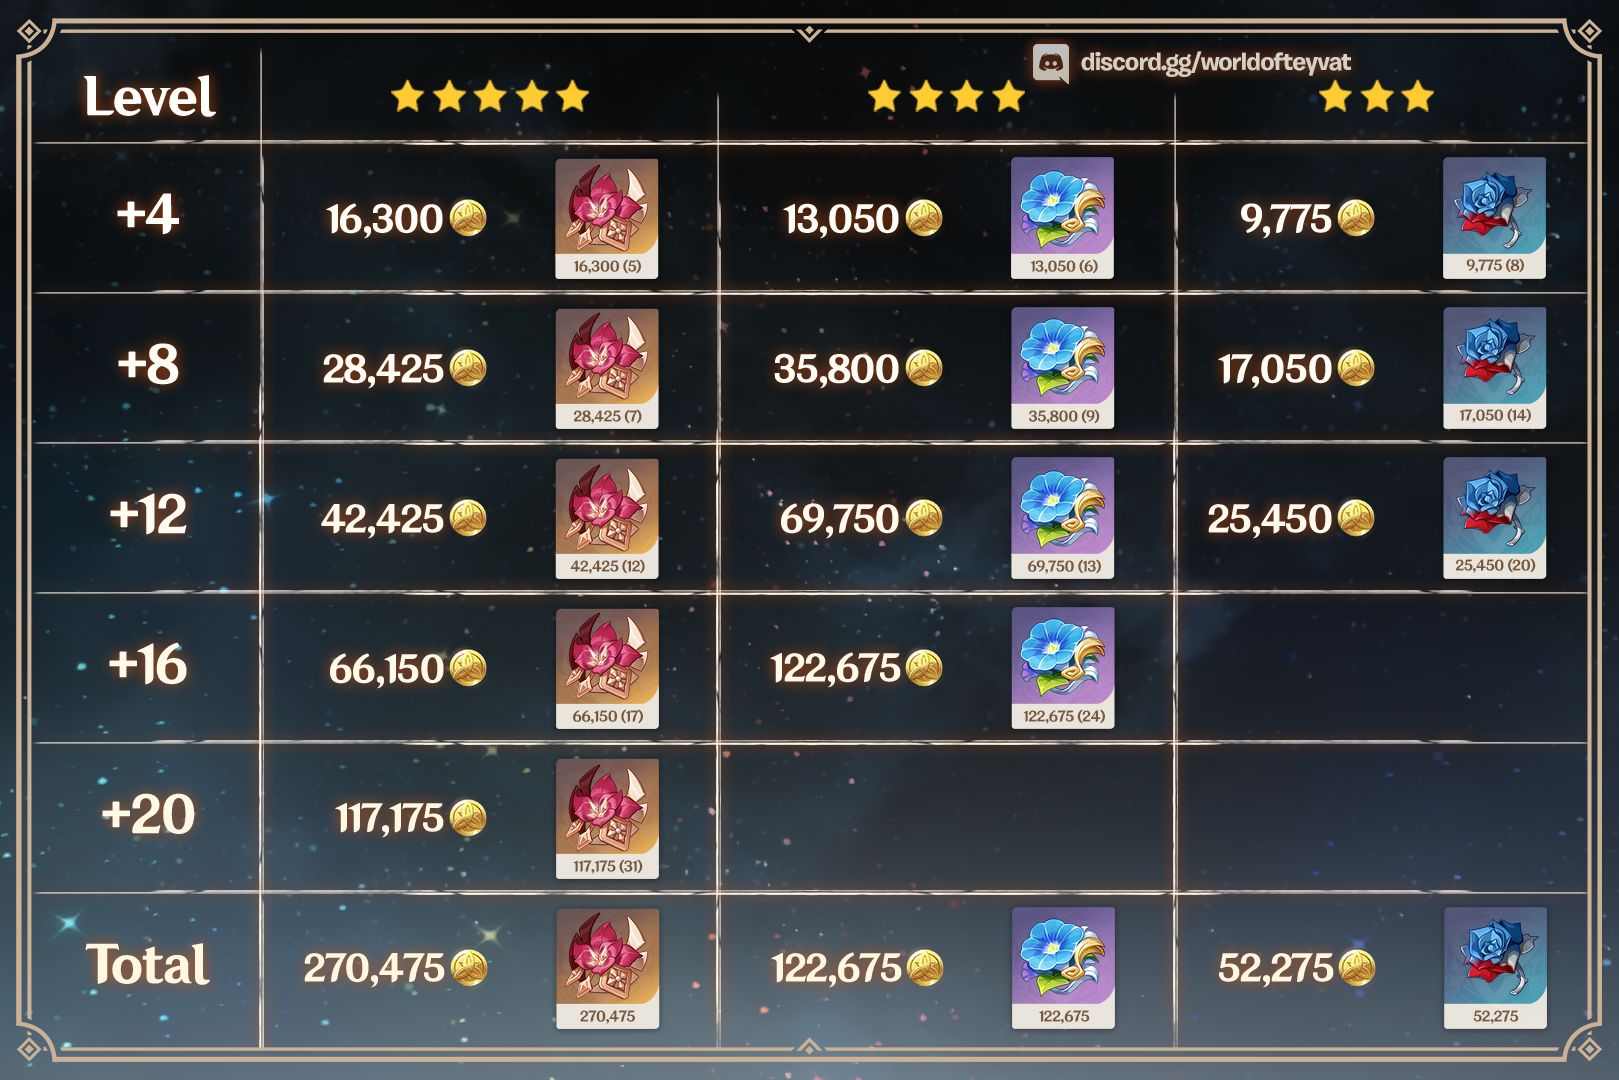 discord.gg/worldofteyvat
Level
+4 16,300 13,050 9,775
16,300 (5) 13,050 (6) 9,775 (8)
+8 28,425 35,800 17,050
28,425 (7) 35,800 (9) 17,050 (14)
+12 42,425 69,750 25,450
42,425 (12) 69,750 (13) 25,450 (20)
+16 66,150 122,675
66,150 (17) 122,675 (24)
+20 117,175
117,175 (31)
Total 270,475 122,675 52,275
270,475 122,675 52,275